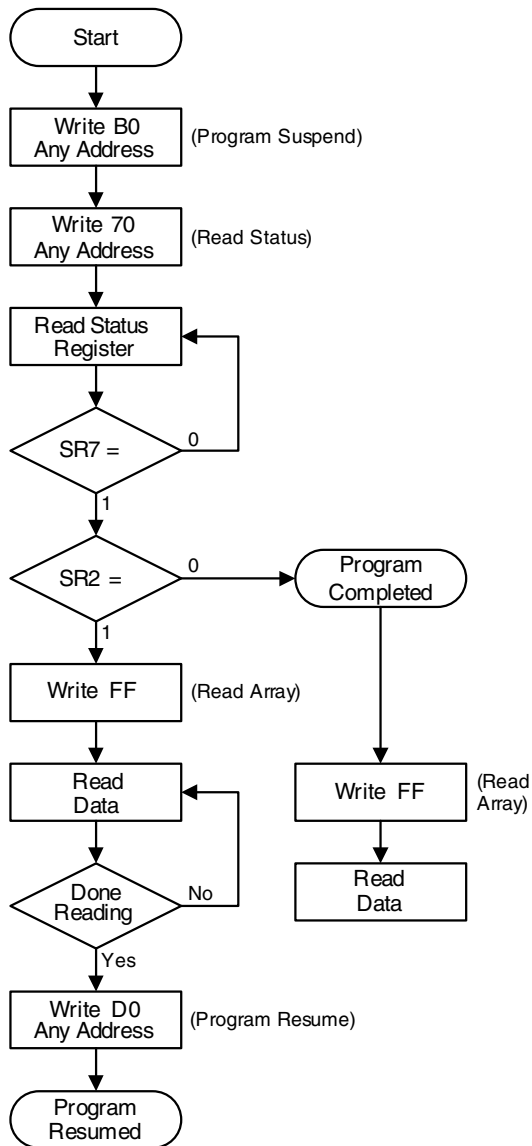 Start
Write B0
Any Address
(Program Suspend)
Write 70
Any Address
(Read Status)
Read Status
Register
SR7 =
0
1
SR2 =
0
1
Program
Completed
Write FF
(Read Array)
Read
Data
Write FF
(Read
Array)
Done
Reading
No
Yes
Read
Data
Write D0
Any Address
(Program Resume)
Program
Resumed